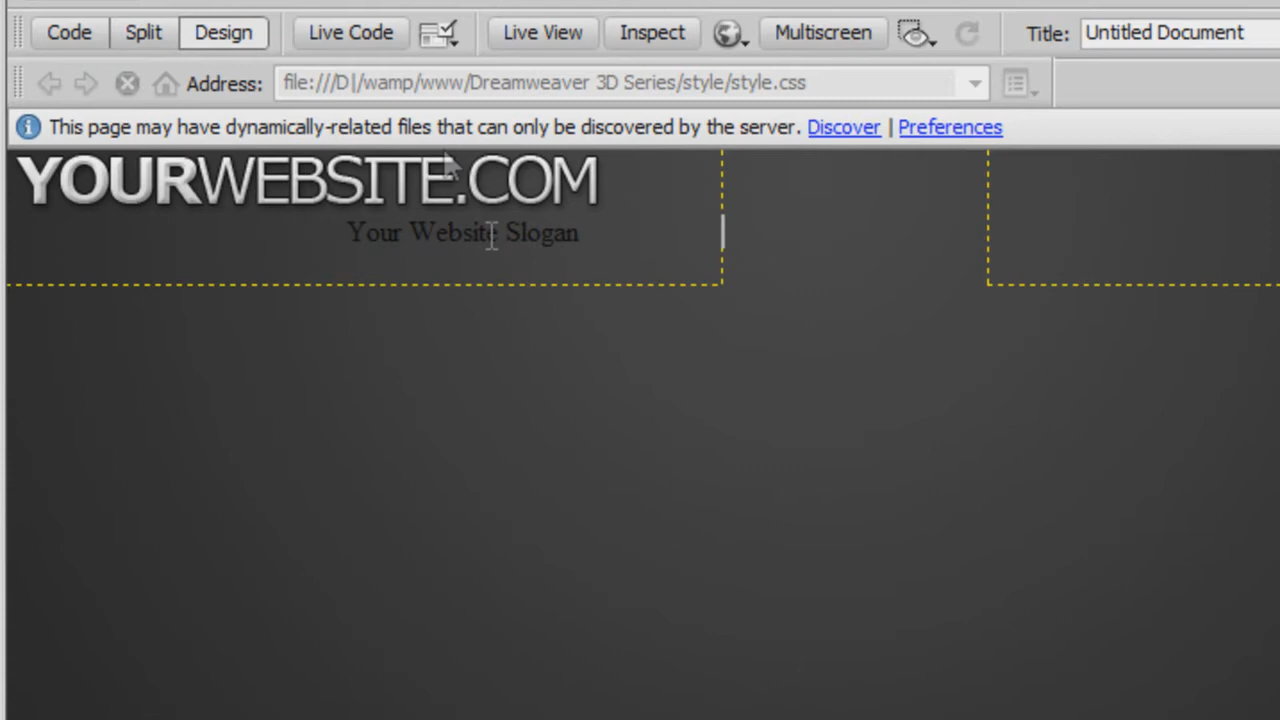 Code Split Design Live Code Live View Inspect Multiscreen Title: Untitled Document
Address: file:///D|/wamp/www/Dreamweaver 3D Series/style/style.css
This page may have dynamically-related files that can only be discovered by the server. Discover | Preferences
YOURWEBSITE.COM
Your Website Slogan